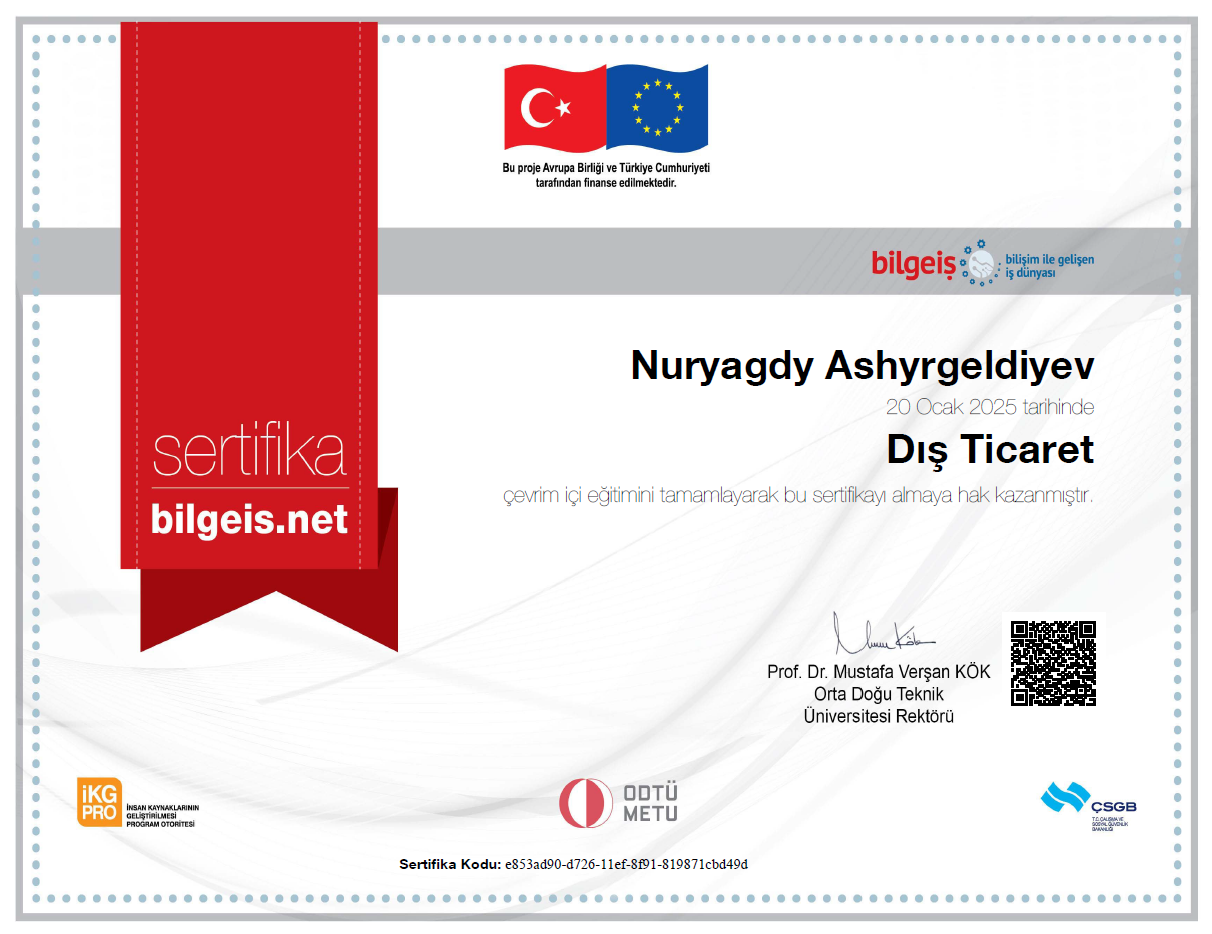 Bu proje Avrupa Birliği ve Türkiye Cumhuriyeti
tarafından finanse edilmektedir.
bilgeiş
bilişim ile gelişen
iş dünyası
Nuryagdy Ashyrgeldiyev
20 Ocak 2025 tarihinde
Dış Ticaret
çevrim içi eğitimini tamamlayarak bu sertifikayı almaya hak kazanmıştır.
sertifika
bilgeis.net
Prof. Dr. Mustafa Verşan KÖK
Orta Doğu Teknik
Üniversitesi Rektörü
iKG
PRO
İNSAN KAYNAKLARININ
GELİŞTİRİLMESİ
PROGRAM OTORİTESİ
ODTÜ
METU
ÇSGB
T.C. ÇALIŞMA VE
SOSYAL GÜVENLİK
BAKANLIĞI
Sertifika Kodu: e853ad90-d726-11ef-8f91-819871cbd49d